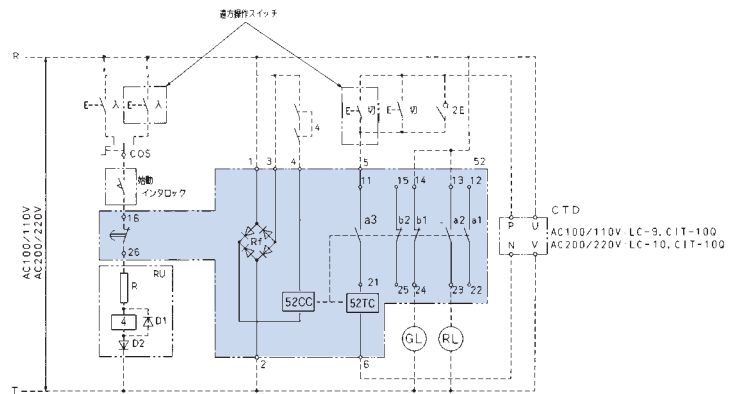 遠方操作スイッチ
R
E
入
E
入
E
切
E
切
2E
4
COS
始動
インタロック
1
3
4
5
52
16
26
11
15
14
13
12
Rf
a3
b2
b1
a2
a1
52CC
52TC
21
25
24
23
22
RU
R
4
D1
D2
GL
RL
2
6
T
P
U
N
V
CTD
AC100/110V-LC-9,CIT-10Q
AC200/220V-LC-10,CIT-10Q
AC100/110V
AC200/220V